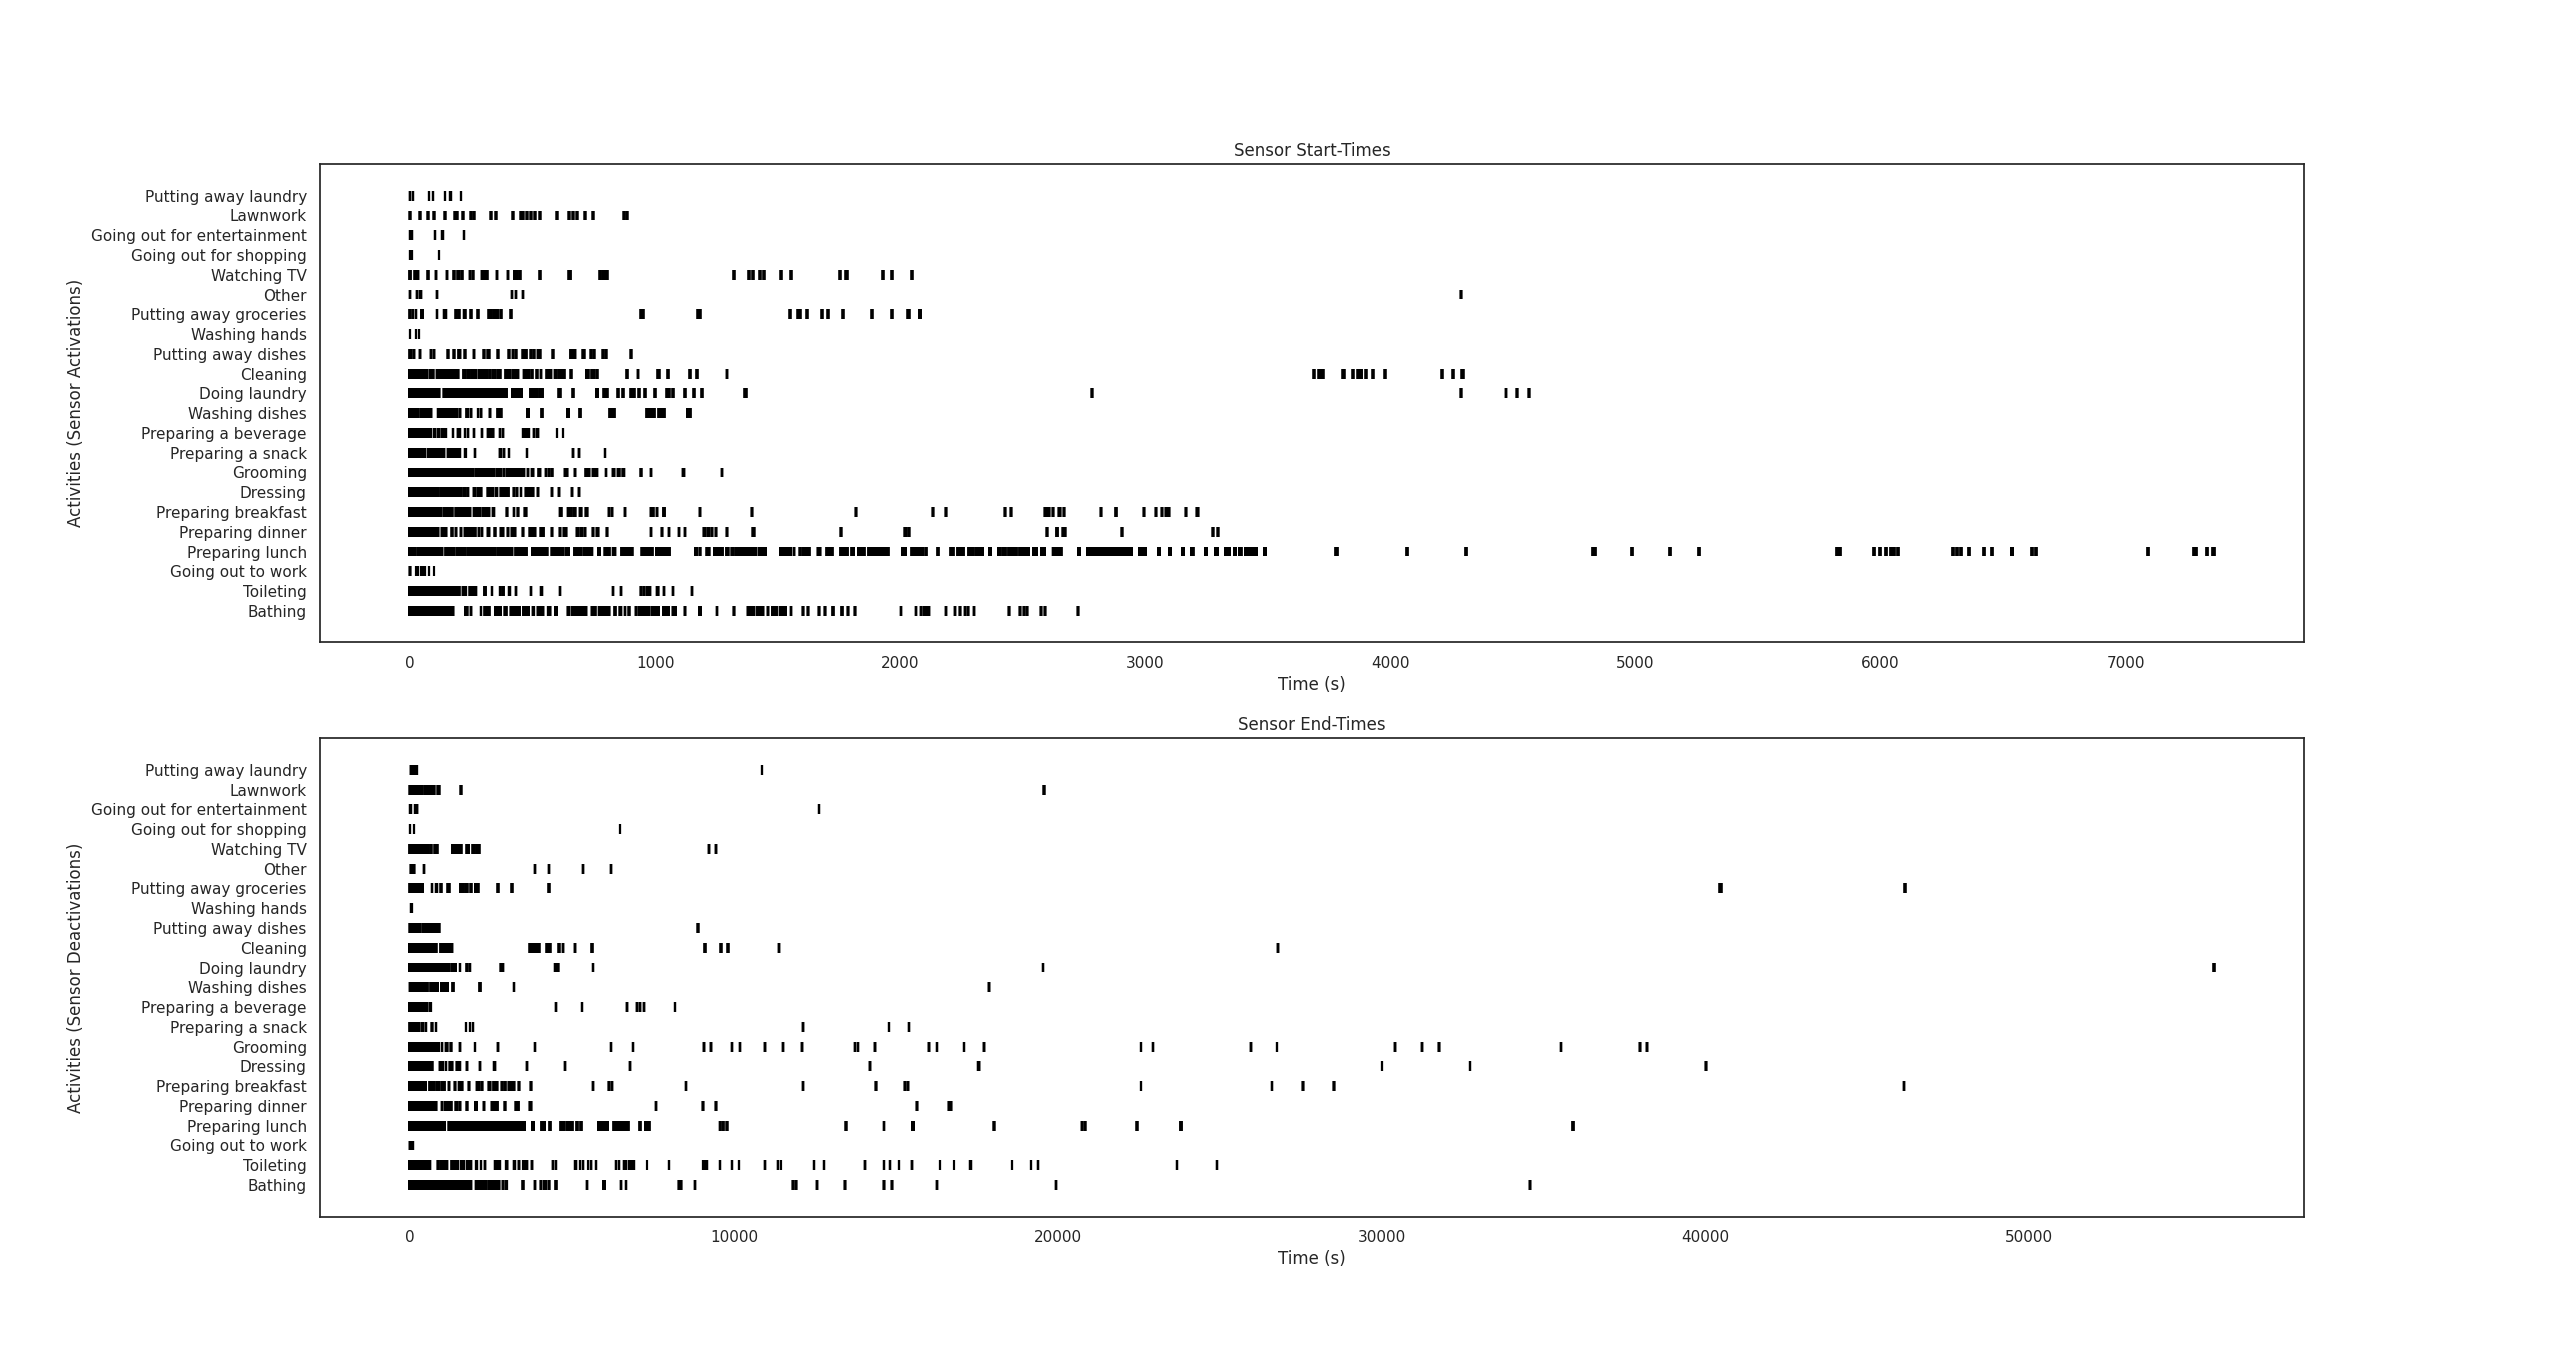 Sensor Start-Times
Activities (Sensor Activations)
Putting away laundry
Lawnwork
Going out for entertainment
Going out for shopping
Watching TV
Other
Putting away groceries
Washing hands
Putting away dishes
Cleaning
Doing laundry
Washing dishes
Preparing a beverage
Preparing a snack
Grooming
Dressing
Preparing breakfast
Preparing dinner
Preparing lunch
Going out to work
Toileting
Bathing
0 1000 2000 3000 4000 5000 6000 7000
Time (s)
Sensor End-Times
Activities (Sensor Deactivations)
Putting away laundry
Lawnwork
Going out for entertainment
Going out for shopping
Watching TV
Other
Putting away groceries
Washing hands
Putting away dishes
Cleaning
Doing laundry
Washing dishes
Preparing a beverage
Preparing a snack
Grooming
Dressing
Preparing breakfast
Preparing dinner
Preparing lunch
Going out to work
Toileting
Bathing
0 10000 20000 30000 40000 50000
Time (s)